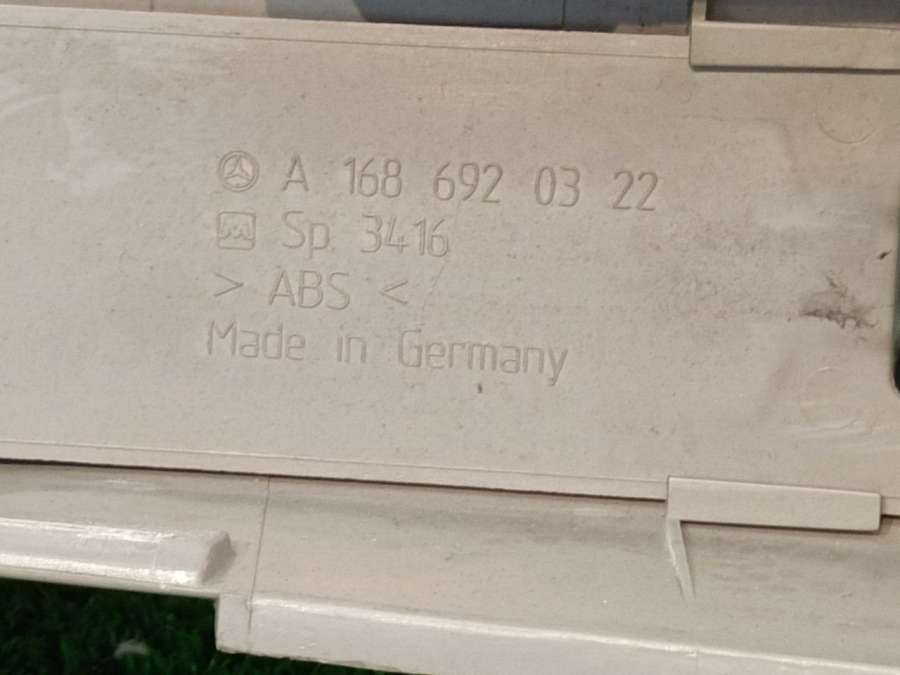 A 168 692 03 22
Sp. 3416
> ABS <
Made in Germany